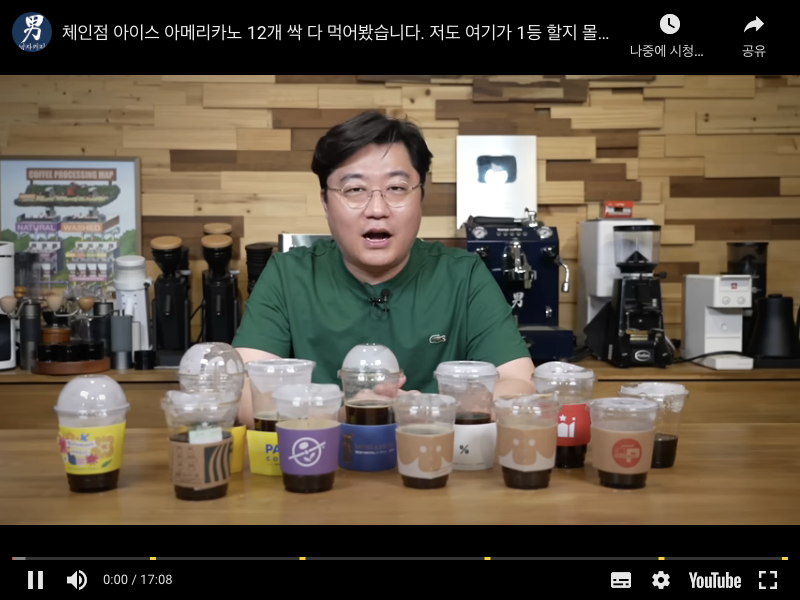 체인점 아이스 아메리카노 12개 싹 다 먹어봤습니다. 저도 여기가 1등 할지 몰...
나중에 시청...
공유
男
COFFEE PROCESSING MAP
NATURAL
WASHED
男
%
0:00 / 17:08
YouTube